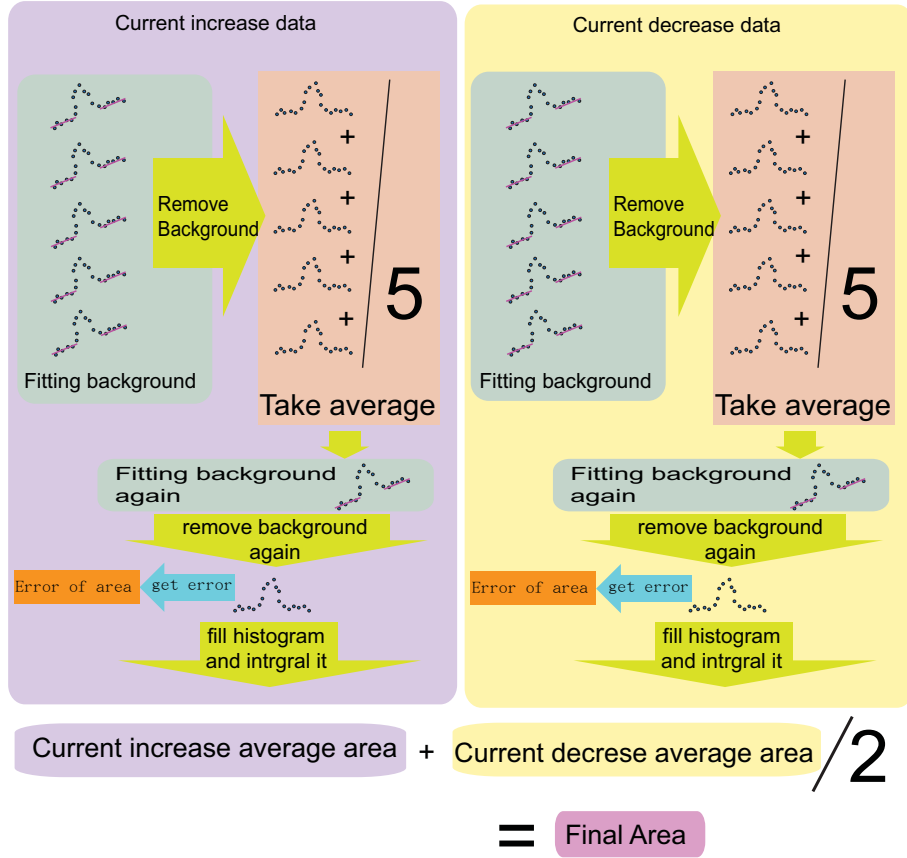 Current increase data
Remove
Background
+
+
+
+
5
Fitting background
Take average
Fitting background
again
remove background
again
Error of area
get error
fill histogram
and intrgral it
Current decrease data
Remove
Background
+
+
+
+
5
Fitting background
Take average
Fitting background
again
remove background
again
Error of area
get error
fill histogram
and intrgral it
Current increase average area + Current decrese average area /2
= Final Area